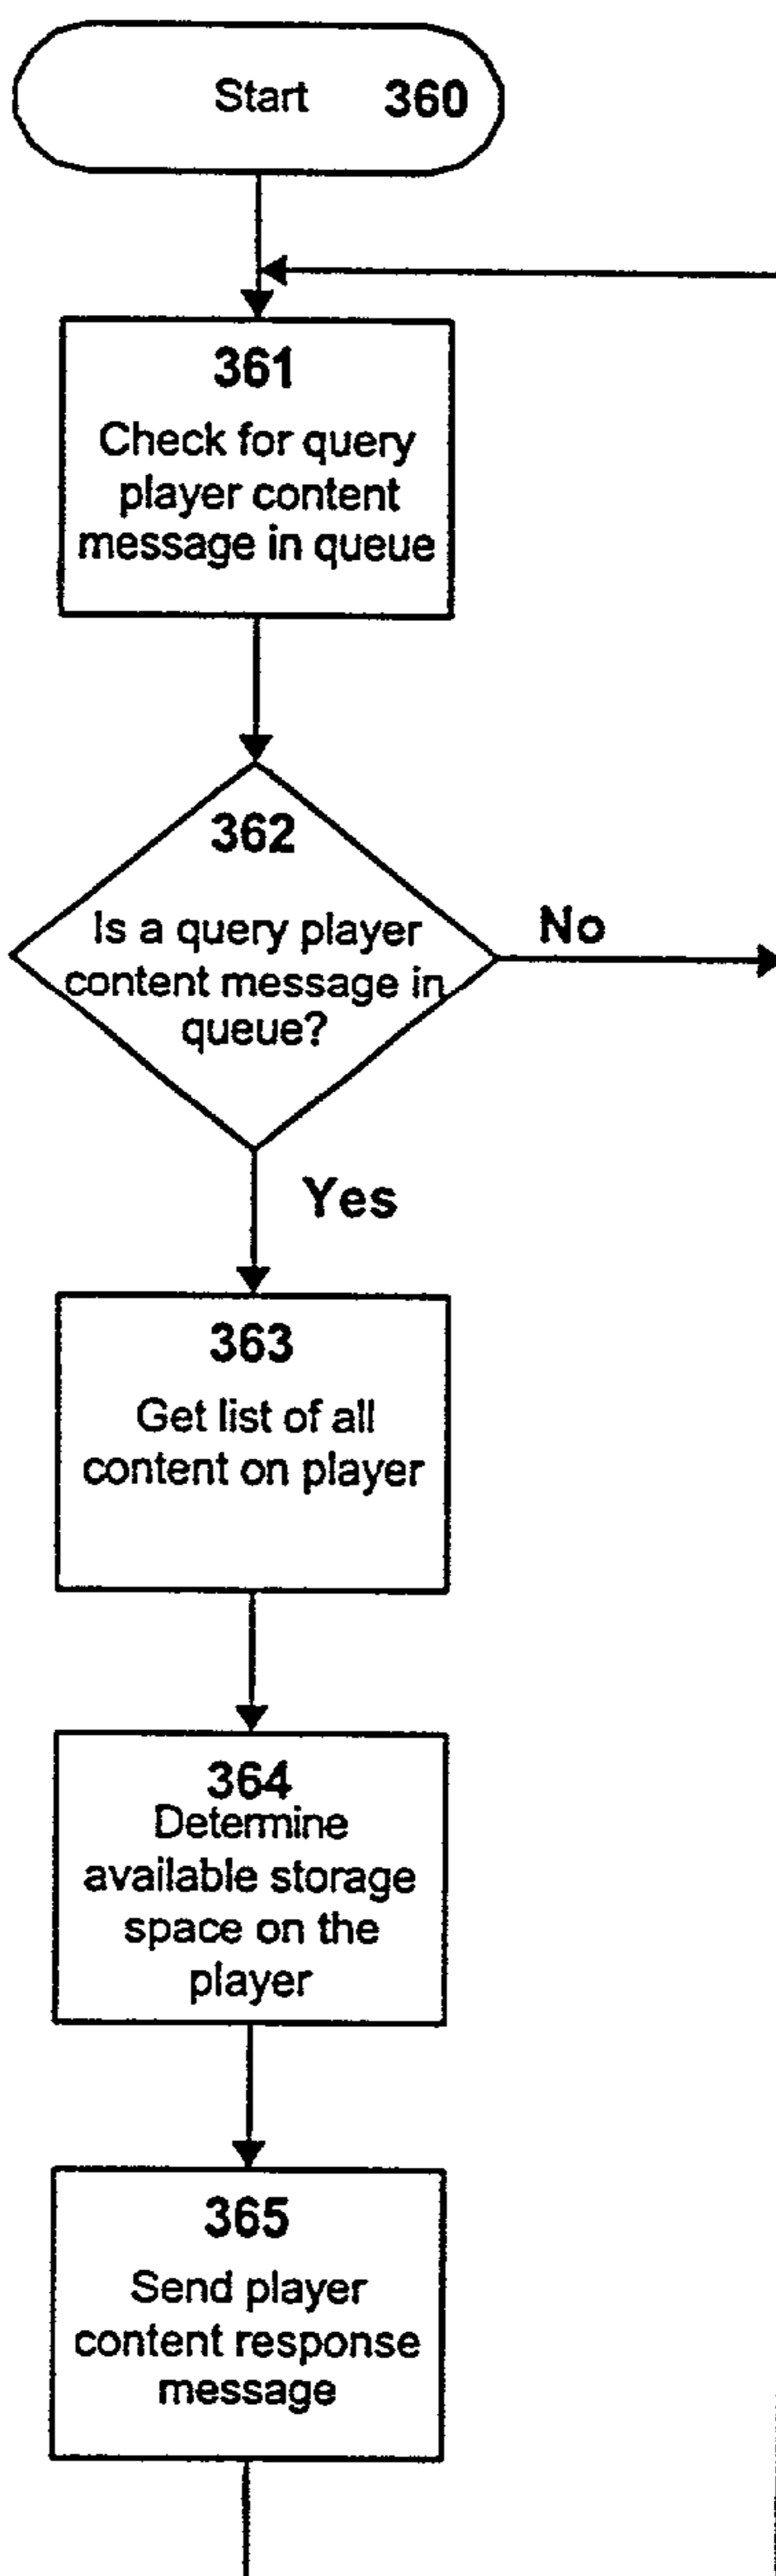 Start 360
361
Check for query
player content
message in queue
362
Is a query player
content message in
queue?
No
Yes
363
Get list of all
content on player
364
Determine
available storage
space on the
player
365
Send player
content response
message